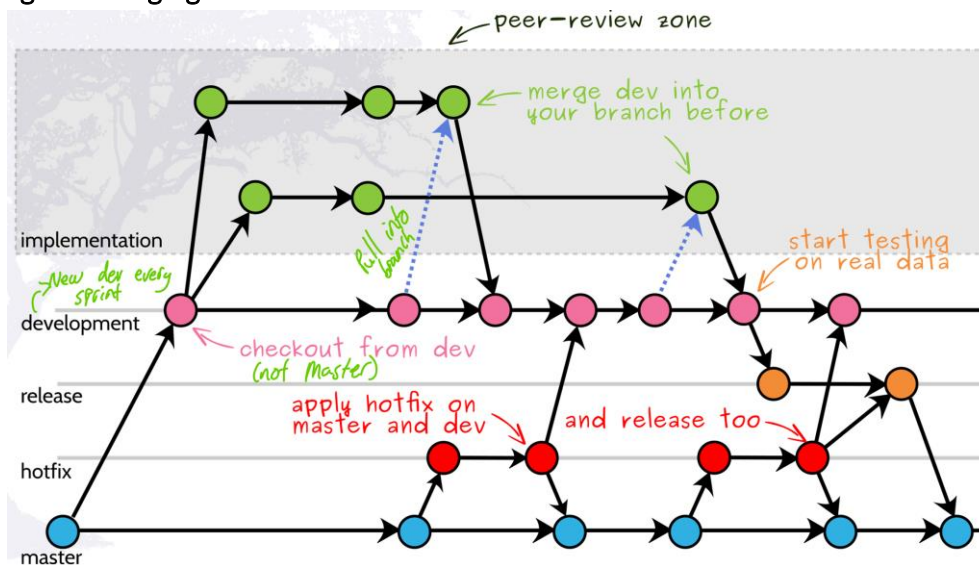 peer-review zone
merge dev into
your branch before
Pull into
branch
implementation
start testing
on real data
New dev every
sprint
development
checkout from dev
(not Master)
release
apply hotfix on
master and dev
and release too
hotfix
master